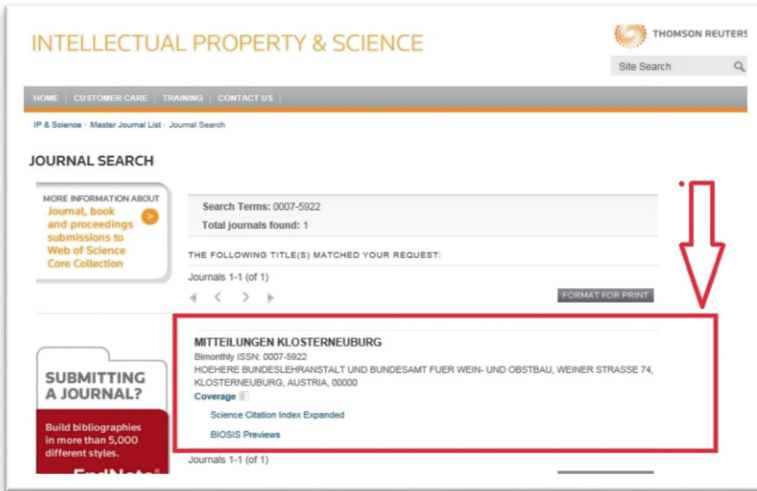 INTELLECTUAL PROPERTY & SCIENCE
THOMSON REUTERS
Site Search
HOME | CUSTOMER CARE | TRAINING | CONTACT US
IP & Science - Master Journal List - Journal Search
JOURNAL SEARCH
MORE INFORMATION ABOUT
Journal, book
and proceedings
submissions to
Web of Science
Core Collection
Search Terms: 0007-5922
Total journals found: 1
THE FOLLOWING TITLE(S) MATCHED YOUR REQUEST:
Journals 1-1 (of 1)
FORMAT FOR PRINT
MITTEILUNGEN KLOSTERNEUBURG
Bimonthly ISSN: 0007-5922
HOEHERE BUNDESLEHRANSTALT UND BUNDESAMT FUER WEIN- UND OBSTBAU, WEINER STRASSE 74,
KLOSTERNEUBURG, AUSTRIA, 00000
Coverage
Science Citation Index Expanded
BIOSIS Previews
Journals 1-1 (of 1)
SUBMITTING
A JOURNAL?
Build bibliographies
in more than 5,000
different styles.
EndNote